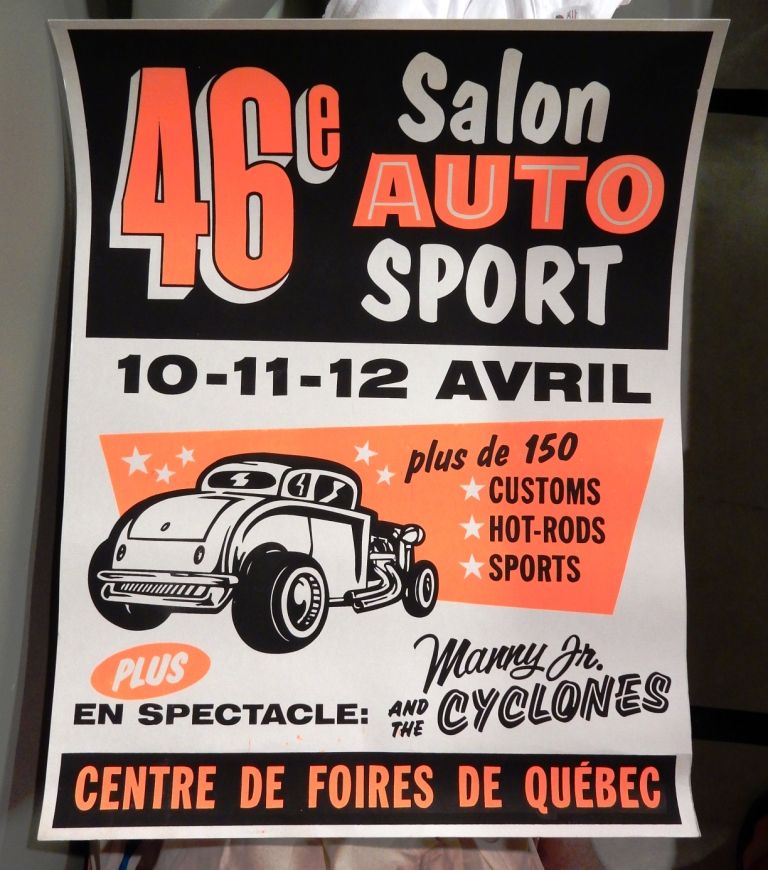 46e
Salon
AUTO
SPORT
10-11-12 AVRIL
plus de 150
CUSTOMS
HOT-RODS
SPORTS
PLUS
EN SPECTACLE:
Manny Jr.
AND THE CYCLONES
CENTRE DE FOIRES DE QUÉBEC